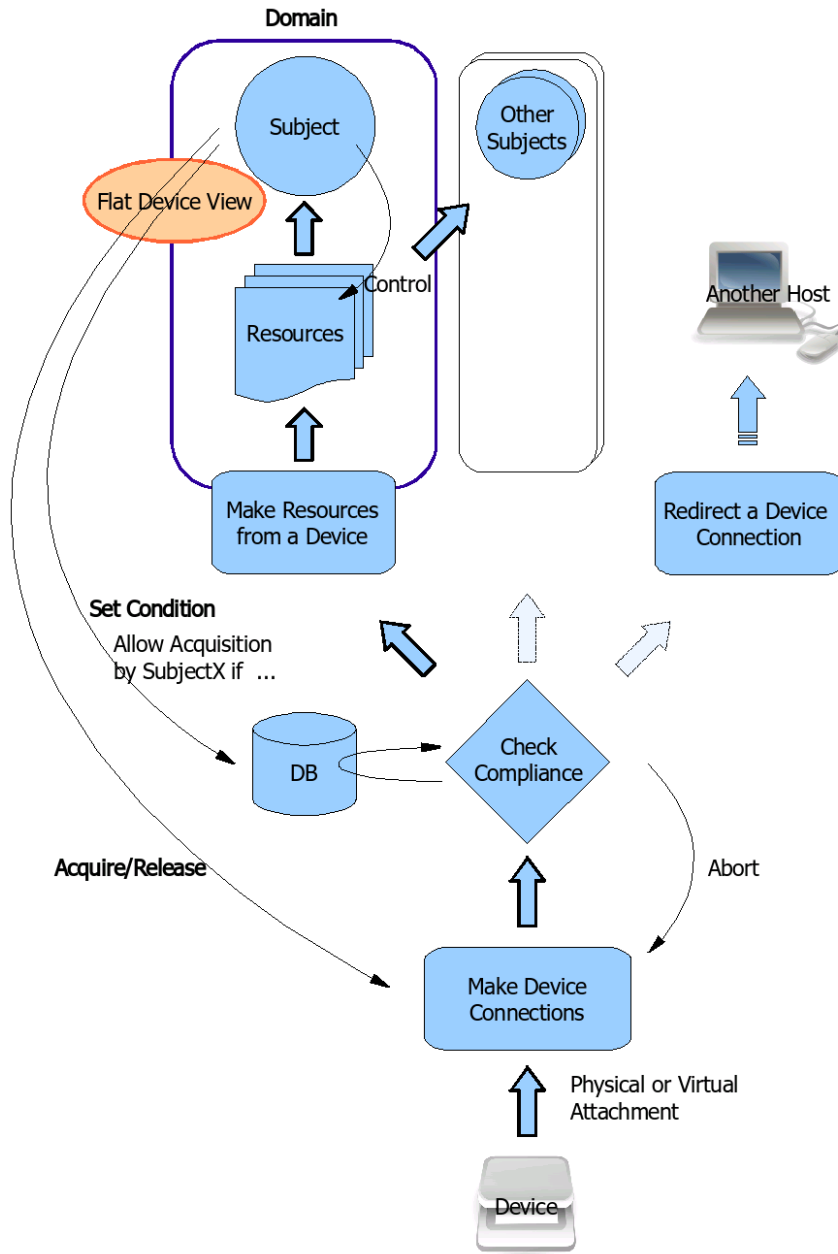 Domain
Subject
Other
Subjects
Flat Device View
Control
Another Host
Resources
Make Resources
from a Device
Redirect a Device
Connection
Set Condition
Allow Acquisition
by SubjectX if ...
DB
Check
Compliance
Acquire/Release
Abort
Make Device
Connections
Physical or Virtual
Attachment
Device